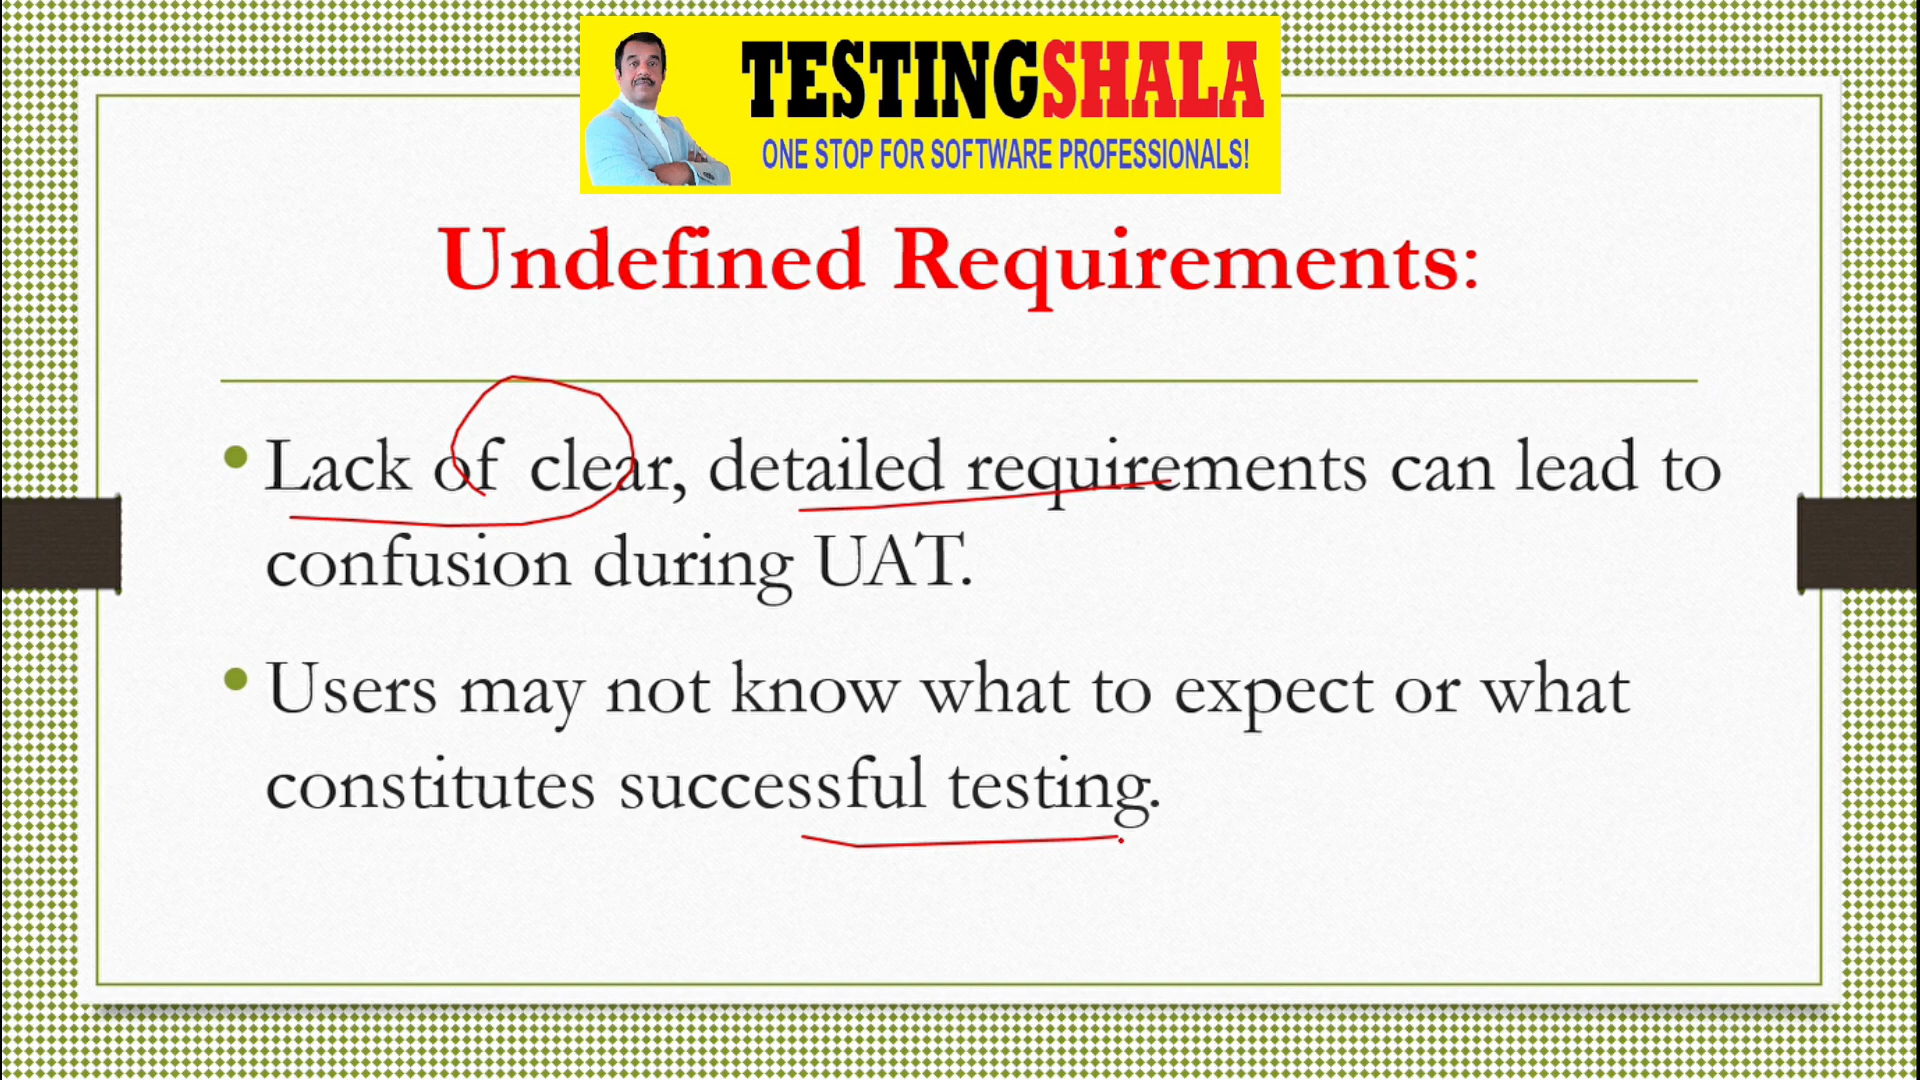 TESTINGSHALA
ONE STOP FOR SOFTWARE PROFESSIONALS!
Undefined Requirements:
• Lack of clear, detailed requirements can lead to
confusion during UAT.
• Users may not know what to expect or what
constitutes successful testing.